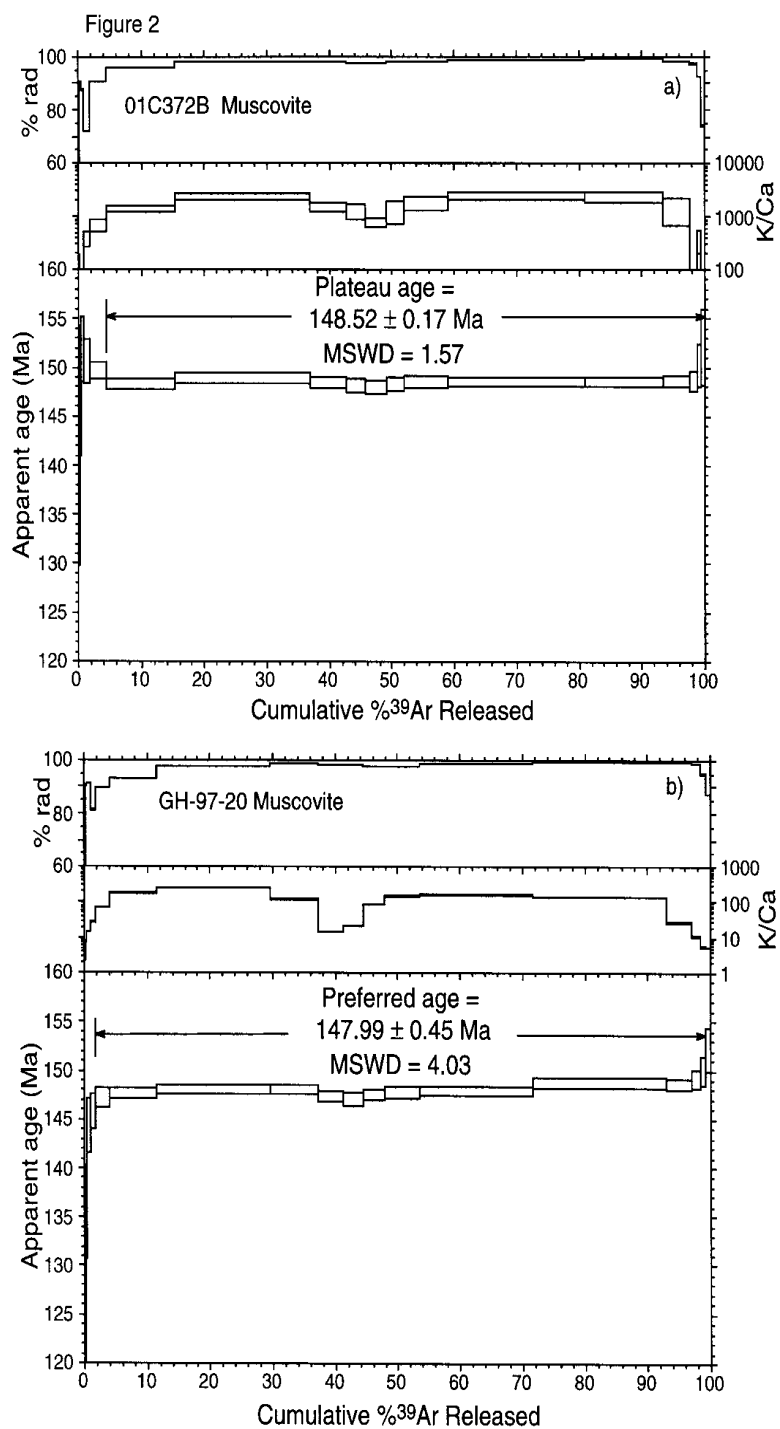 Figure 2
100
80
60
% rad
01C372B Muscovite
a)
10000
1000
100
K/Ca
160
155
150
145
140
135
130
125
120
Apparent age (Ma)
Plateau age =
148.52 ± 0.17 Ma
MSWD = 1.57
0 10 20 30 40 50 60 70 80 90 100
Cumulative %³⁹Ar Released
100
80
60
% rad
GH-97-20 Muscovite
b)
1000
100
10
1
K/Ca
160
155
150
145
140
135
130
125
120
Apparent age (Ma)
Preferred age =
147.99 ± 0.45 Ma
MSWD = 4.03
0 10 20 30 40 50 60 70 80 90 100
Cumulative %³⁹Ar Released